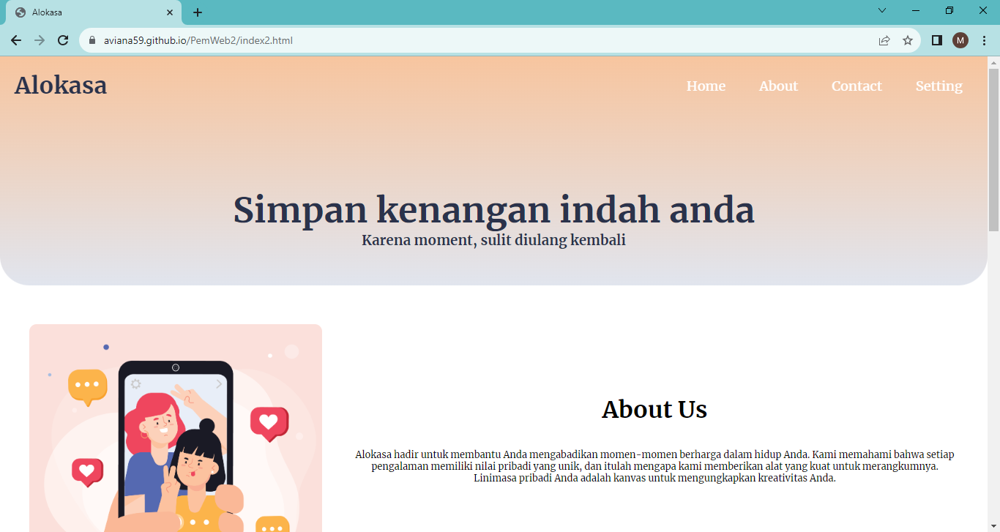 Alokasa
aviana59.github.io/PemWeb2/index2.html
M
Alokasa
Home About Contact Setting
Simpan kenangan indah anda
Karena moment, sulit diulang kembali
About Us
Alokasa hadir untuk membantu Anda mengabadikan momen-momen berharga dalam hidup Anda. Kami memahami bahwa setiap
pengalaman memiliki nilai pribadi yang unik, dan itulah mengapa kami memberikan alat yang kuat untuk merangkumnya.
Linimasa pribadi Anda adalah kanvas untuk mengungkapkan kreativitas Anda.